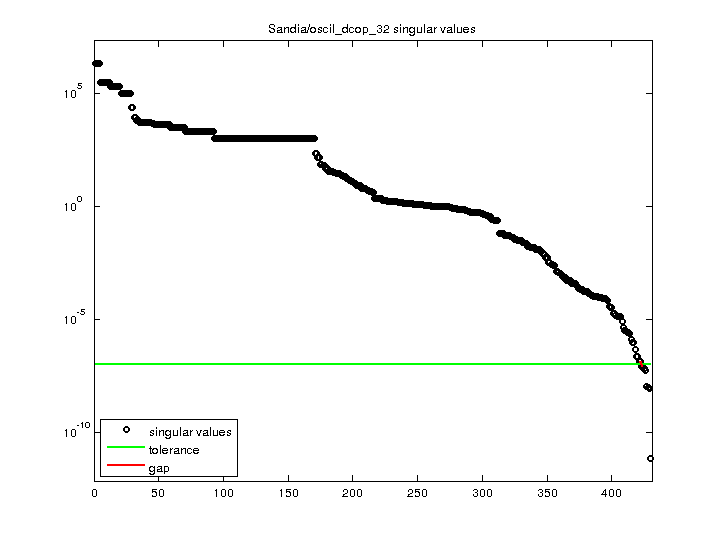 Sandia/oscil_dcop_32 singular values
10^5
10^0
10^-5
10^-10
singular values
tolerance
gap
0 50 100 150 200 250 300 350 400